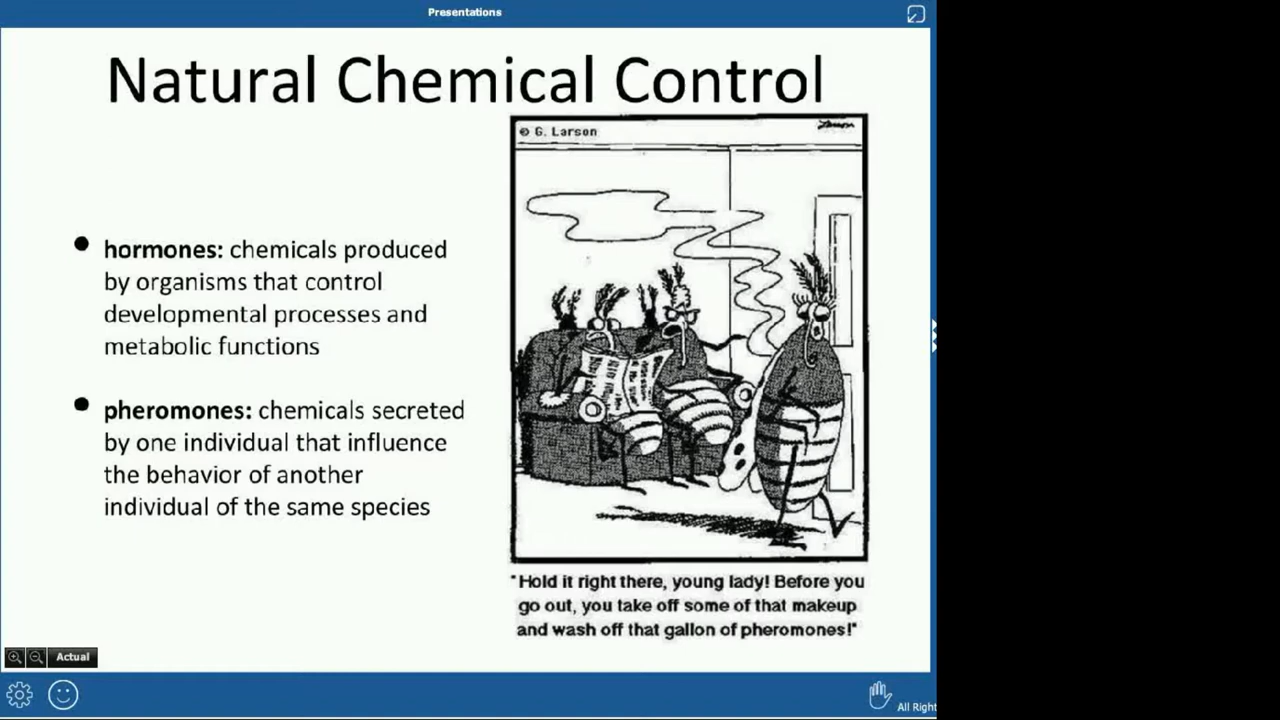 Presentations
Natural Chemical Control
© G. Larson
Larson
• hormones: chemicals produced
by organisms that control
developmental processes and
metabolic functions
• pheromones: chemicals secreted
by one individual that influence
the behavior of another
individual of the same species
"Hold it right there, young lady! Before you
go out, you take off some of that makeup
and wash off that gallon of pheromones!"
Actual
All Right